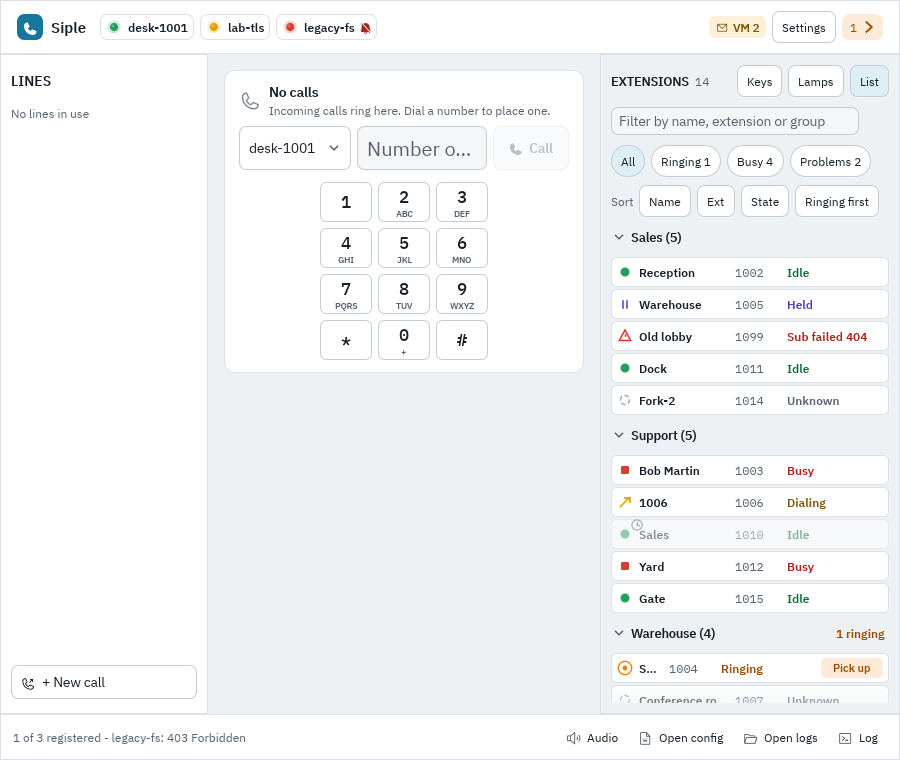 Siple
desk-1001
lab-tls
legacy-fs
VM 2
Settings
1
LINES
No lines in use
+ New call
No calls
Incoming calls ring here. Dial a number to place one.
desk-1001
Number o...
Call
1
2
ABC
3
DEF
4
GHI
5
JKL
6
MNO
7
PQRS
8
TUV
9
WXYZ
*
0
+
#
EXTENSIONS 14
Keys
Lamps
List
Filter by name, extension or group
All
Ringing 1
Busy 4
Problems 2
Sort
Name
Ext
State
Ringing first
Sales (5)
Reception 1002 Idle
Warehouse 1005 Held
Old lobby 1099 Sub failed 404
Dock 1011 Idle
Fork-2 1014 Unknown
Support (5)
Bob Martin 1003 Busy
1006 1006 Dialing
Sales 1010 Idle
Yard 1012 Busy
Gate 1015 Idle
Warehouse (4) 1 ringing
S... 1004 Ringing Pick up
Conference ro 1007 Unknown
1 of 3 registered - legacy-fs: 403 Forbidden
Audio
Open config
Open logs
Log